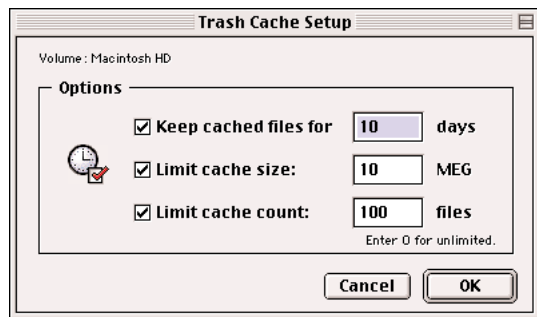 Trash Cache Setup
Volume : Macintosh HD
Options
Keep cached files for 10 days
Limit cache size: 10 MEG
Limit cache count: 100 files
Enter 0 for unlimited.
Cancel OK